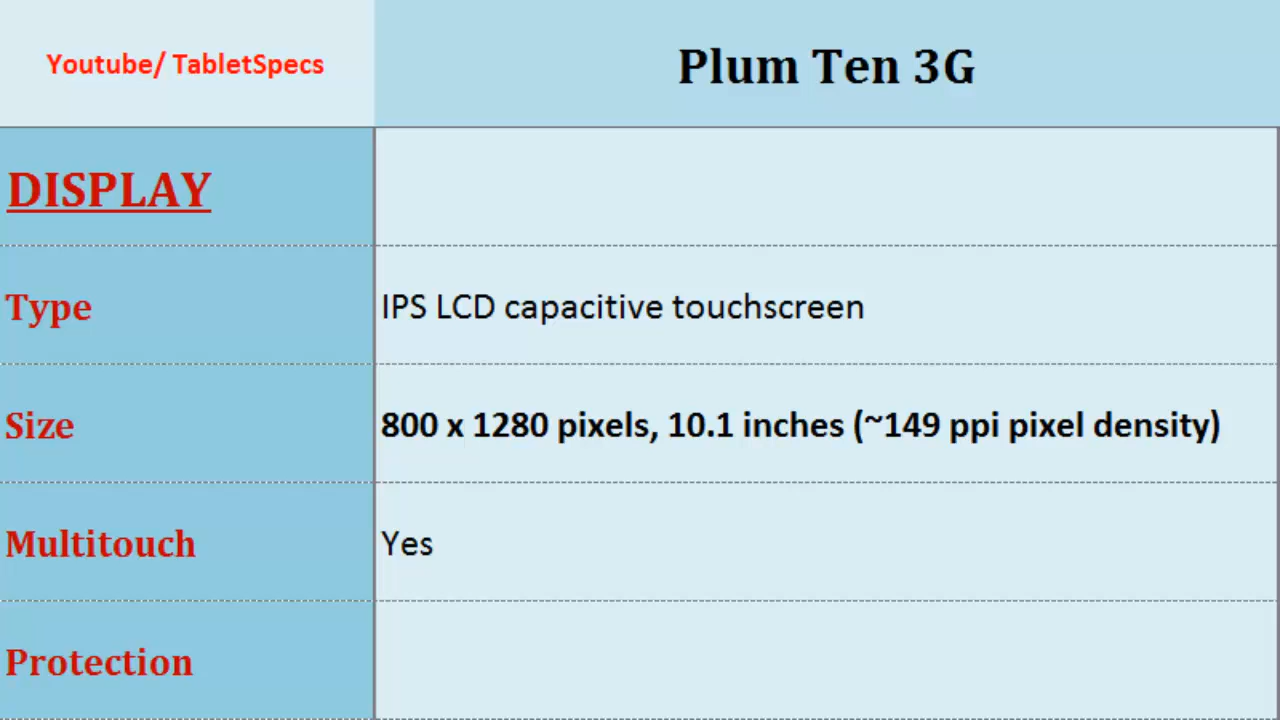 Youtube/ TabletSpecs
Plum Ten 3G
DISPLAY
Type
IPS LCD capacitive touchscreen
Size
800 x 1280 pixels, 10.1 inches (~149 ppi pixel density)
Multitouch
Yes
Protection